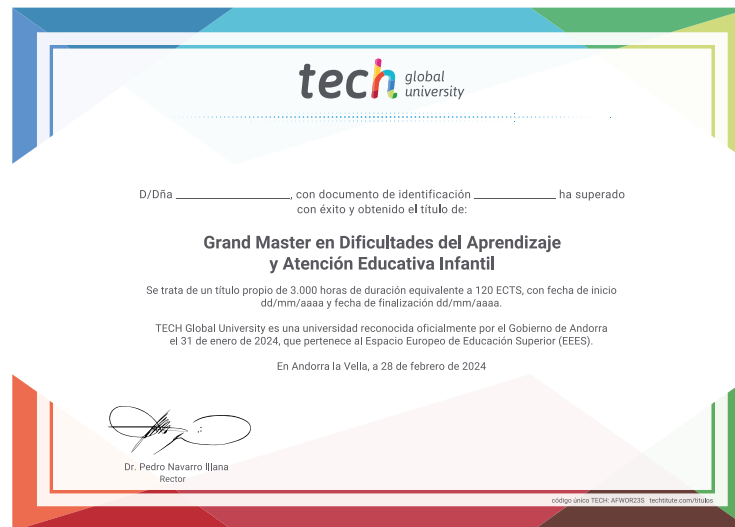 tech global university
D/Dña ____________________, con documento de identificación ______________ ha superado
con éxito y obtenido el título de:
Grand Master en Dificultades del Aprendizaje
y Atención Educativa Infantil
Se trata de un título propio de 3.000 horas de duración equivalente a 120 ECTS, con fecha de inicio
dd/mm/aaaa y fecha de finalización dd/mm/aaaa.
TECH Global University es una universidad reconocida oficialmente por el Gobierno de Andorra
el 31 de enero de 2024, que pertenece al Espacio Europeo de Educación Superior (EEES).
En Andorra la Vella, a 28 de febrero de 2024
Dr. Pedro Navarro Illana
Rector
código único TECH: AFWOR23S techtitute.com/titulos